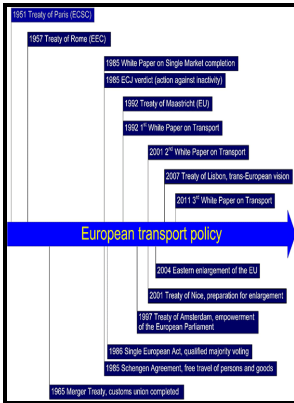 1951 Treaty of Paris (ECSC)
1957 Treaty of Rome (EEC)
1985 White Paper on Single Market completion
1985 ECJ verdict (action against inactivity)
1992 Treaty of Maastricht (EU)
1992 1st White Paper on Transport
2001 2nd White Paper on Transport
2007 Treaty of Lisbon, trans-European vision
2011 3rd White Paper on Transport
European transport policy
2004 Eastern enlargement of the EU
2001 Treaty of Nice, preparation for enlargement
1997 Treaty of Amsterdam, empowerment
of the European Parliament
1986 Single European Act, qualified majority voting
1985 Schengen Agreement, free travel of persons and goods
1965 Merger Treaty, customs union completed